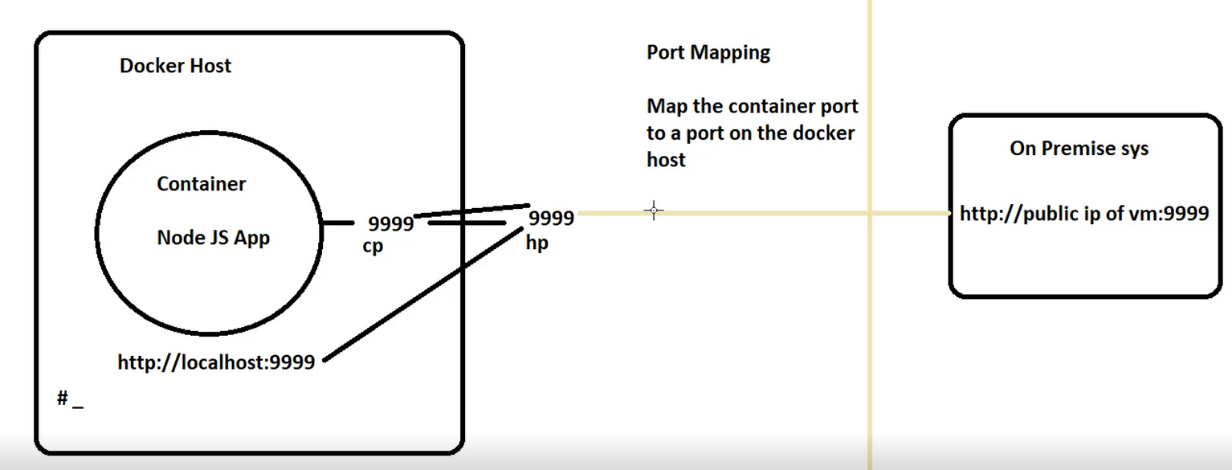 Docker Host
Container
Node JS App
9999
cp
http://localhost:9999
# _
9999
hp
Port Mapping
Map the container port
to a port on the docker
host
On Premise sys
http://public ip of vm:9999